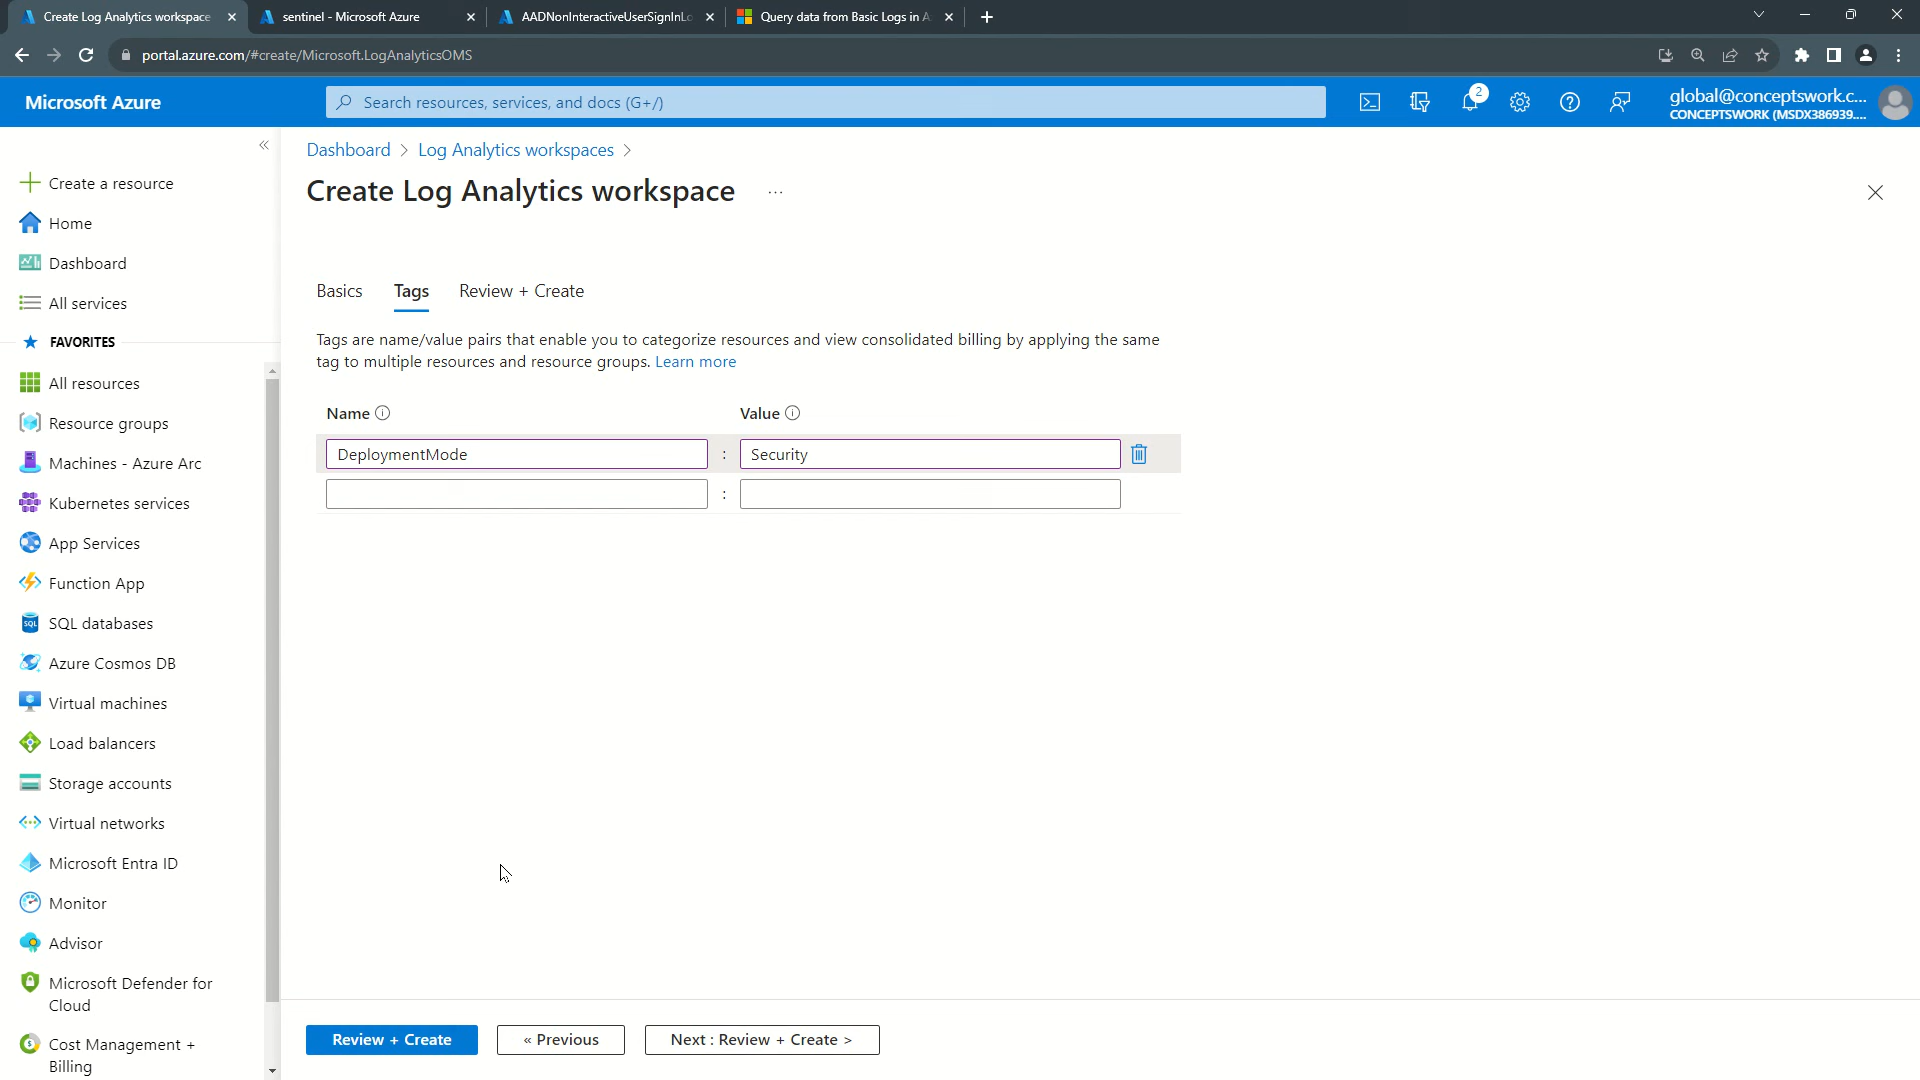 Create Log Analytics workspace
sentinel - Microsoft Azure
AADNonInteractiveUserSignInLo
Query data from Basic Logs in A
portal.azure.com/#create/Microsoft.LogAnalyticsOMS
Microsoft Azure
Search resources, services, and docs (G+/)
2
global@conceptswork.c...
CONCEPTSWORK (MSDX386939....
Dashboard > Log Analytics workspaces >
Create Log Analytics workspace ...
Create a resource
Home
Dashboard
All services
FAVORITES
All resources
Resource groups
Machines - Azure Arc
Kubernetes services
App Services
Function App
SQL databases
Azure Cosmos DB
Virtual machines
Load balancers
Storage accounts
Virtual networks
Microsoft Entra ID
Monitor
Advisor
Microsoft Defender for
Cloud
Cost Management +
Billing
Basics Tags Review + Create
Tags are name/value pairs that enable you to categorize resources and view consolidated billing by applying the same
tag to multiple resources and resource groups. Learn more
Name Value
DeploymentMode : Security
:
Review + Create « Previous Next : Review + Create >